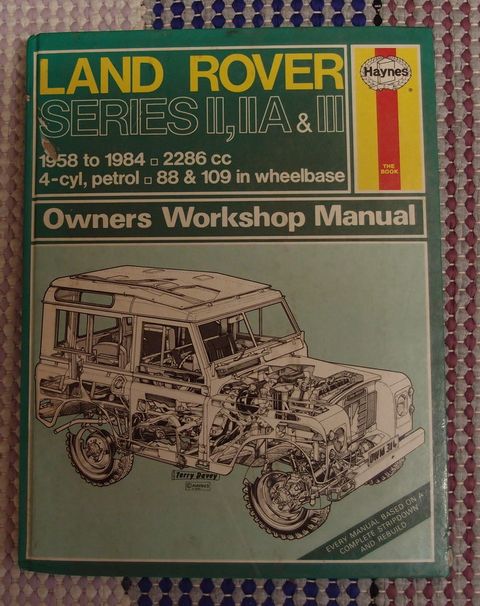 LAND ROVER
SERIES II, IIA & III
1958 to 1984 □ 2286 cc
4-cyl, petrol □ 88 & 109 in wheelbase
Haynes
®
THE
BOOK
Owners Workshop Manual
Terry Davey
© HAYNES
EVERY MANUAL BASED ON A
COMPLETE STRIPDOWN
AND REBUILD